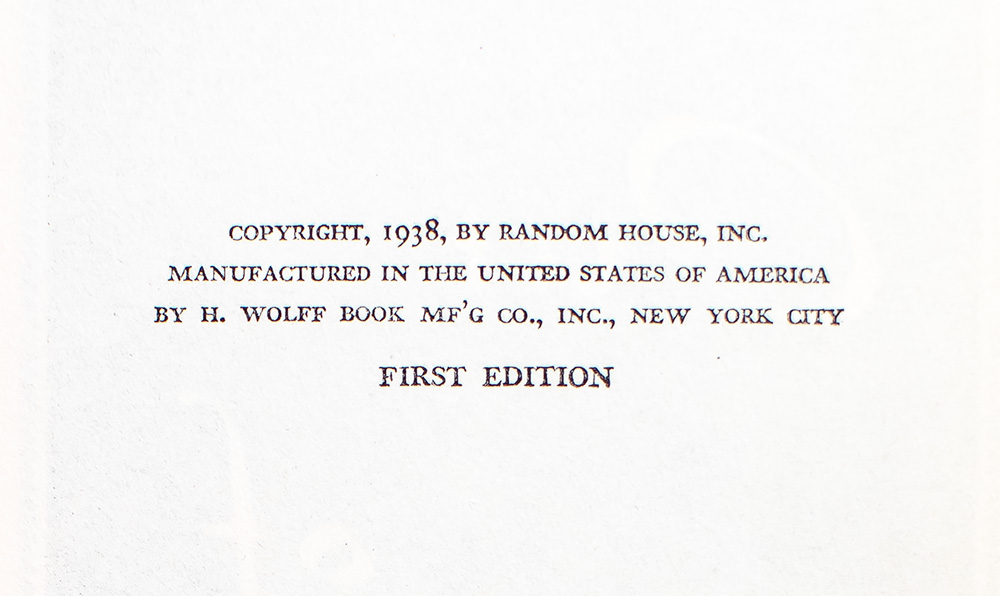 COPYRIGHT, 1938, BY RANDOM HOUSE, INC.
MANUFACTURED IN THE UNITED STATES OF AMERICA
BY H. WOLFF BOOK MF'G CO., INC., NEW YORK CITY
FIRST EDITION